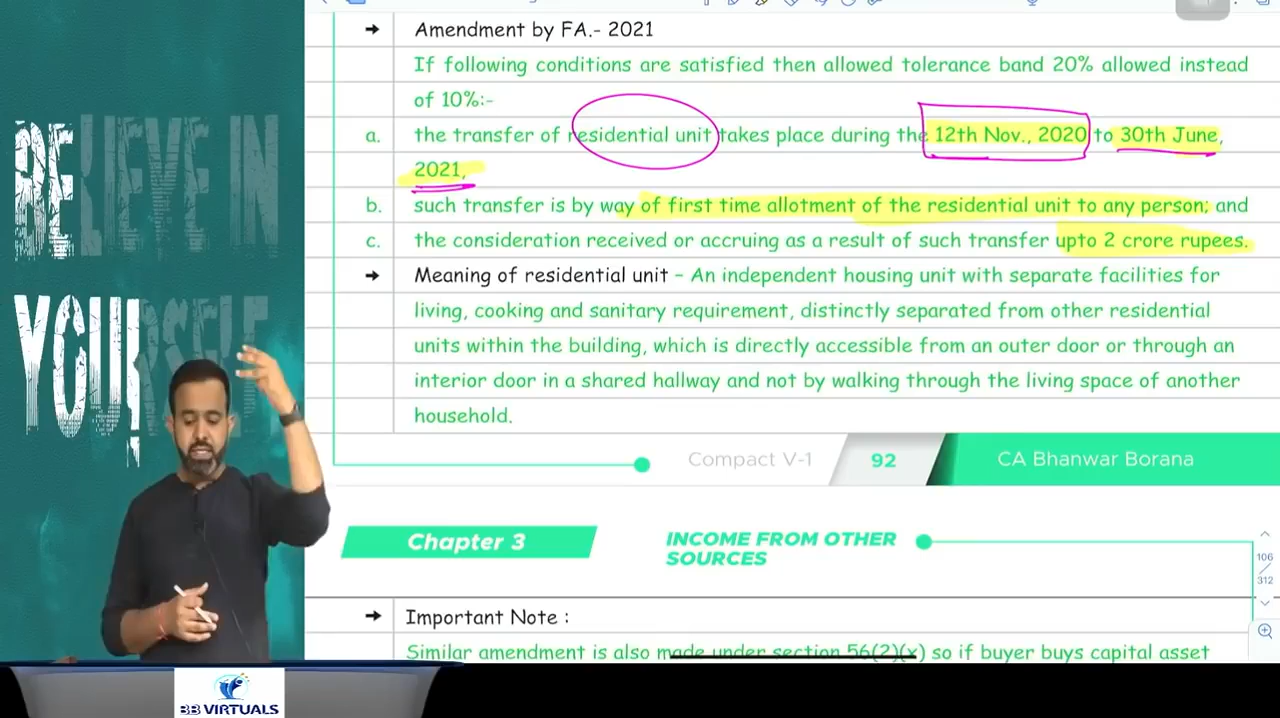 BELIEVE IN
YOURSELF
YOU!
→ Amendment by FA.- 2021
If following conditions are satisfied then allowed tolerance band 20% allowed instead
of 10%:-
a. the transfer of residential unit takes place during the 12th Nov., 2020 to 30th June,
2021,
b. such transfer is by way of first time allotment of the residential unit to any person; and
c. the consideration received or accruing as a result of such transfer upto 2 crore rupees.
→ Meaning of residential unit – An independent housing unit with separate facilities for
living, cooking and sanitary requirement, distinctly separated from other residential
units within the building, which is directly accessible from an outer door or through an
interior door in a shared hallway and not by walking through the living space of another
household.
Compact V-1 92 CA Bhanwar Borana
Chapter 3 INCOME FROM OTHER
SOURCES
106
312
→ Important Note :
Similar amendment is also made under section 56(2)(x) so if buyer buys capital asset
BB VIRTUALS